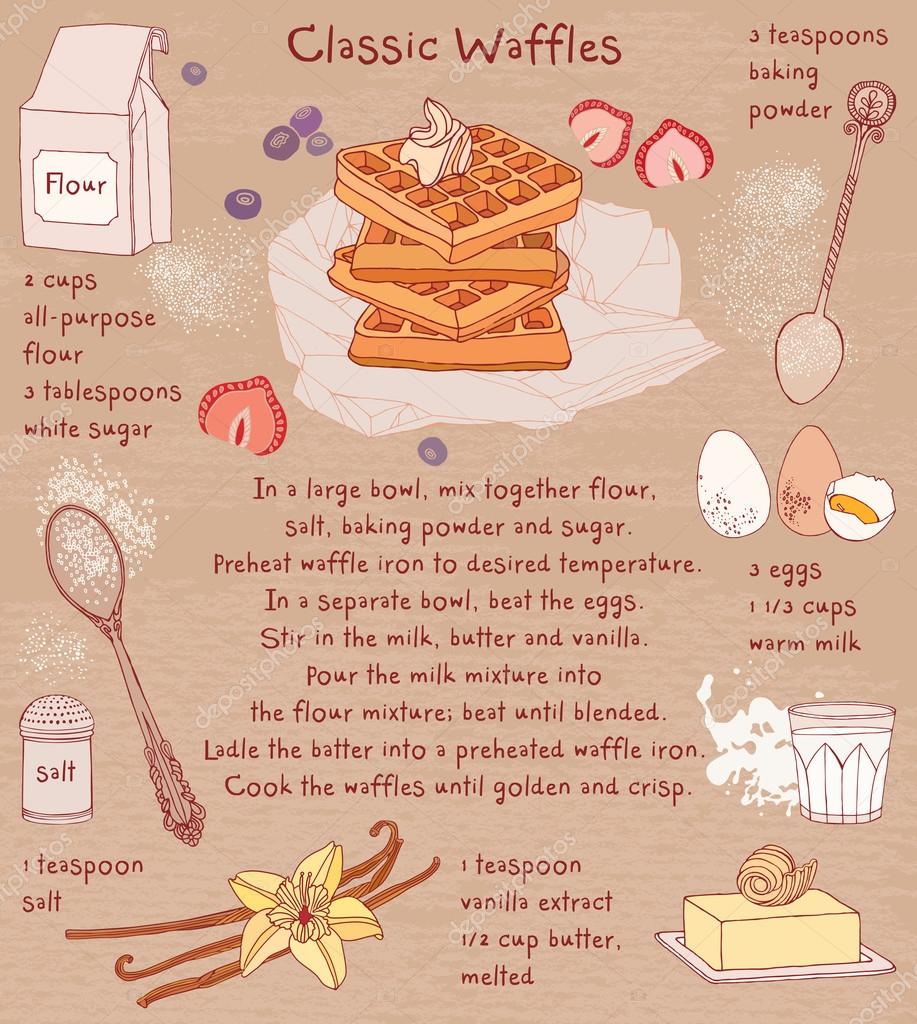 Classic Waffles
3 teaspoons
baking
powder
Flour
2 cups
all-purpose
flour
3 tablespoons
white sugar
In a large bowl, mix together flour,
salt, baking powder and sugar.
Preheat waffle iron to desired temperature.
In a separate bowl, beat the eggs.
Stir in the milk, butter and vanilla.
Pour the milk mixture into
the flour mixture; beat until blended.
Ladle the batter into a preheated waffle iron.
Cook the waffles until golden and crisp.
3 eggs
1 1/3 cups
warm milk
salt
1 teaspoon
salt
1 teaspoon
vanilla extract
1/2 cup butter,
melted
depositphotos